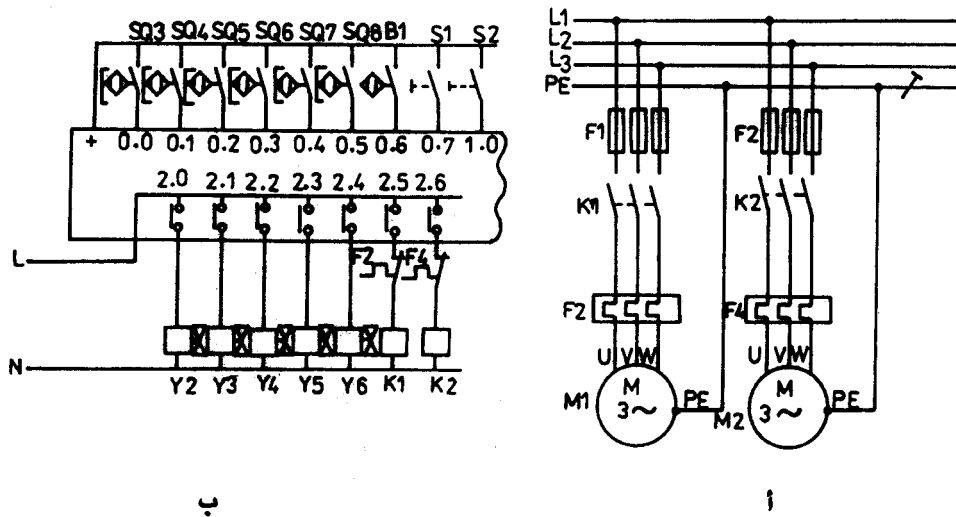 SQ3 SQ4 SQ5 SQ6 SQ7 SQ8 B1 S1 S2
+ 0.0 0.1 0.2 0.3 0.4 0.5 0.6 0.7 1.0
2.0 2.1 2.2 2.3 2.4 2.5 2.6
L
F2 F4
N
Y2 Y3 Y4 Y5 Y6 K1 K2
ب
L1
L2
L3
PE
F1 F2
K1 K2
F2 F4
U V W U V W
M1 M 3~ PE M2 M 3~ PE
أ